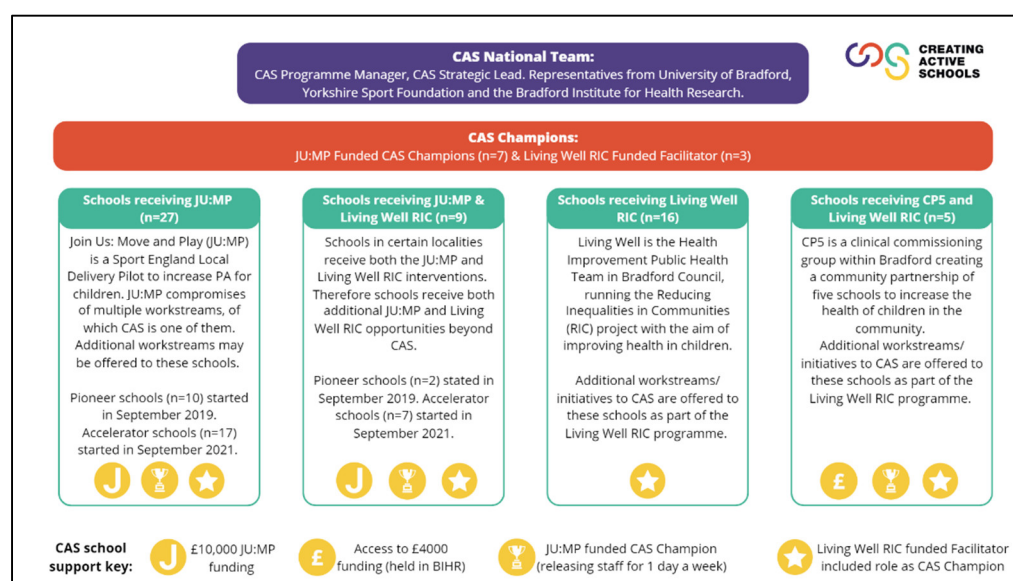 CAS National Team:
CAS Programme Manager, CAS Strategic Lead. Representatives from University of Bradford,
Yorkshire Sport Foundation and the Bradford Institute for Health Research.
CREATING
ACTIVE
SCHOOLS
CAS Champions:
JU:MP Funded CAS Champions (n=7) & Living Well RIC Funded Facilitator (n=3)
Schools receiving JU:MP
(n=27)
Join Us: Move and Play (JU:MP)
is a Sport England Local
Delivery Pilot to increase PA for
children. JU:MP compromises
of multiple workstreams, of
which CAS is one of them.
Additional workstreams may
be offered to these schools.
Pioneer schools (n=10) started
in September 2019.
Accelerator schools (n=17)
started in September 2021.
J
Schools receiving JU:MP &
Living Well RIC (n=9)
Schools in certain localities
receive both the JU:MP and
Living Well RIC interventions.
Therefore schools receive both
additional JU:MP and Living
Well RIC opportunities beyond
CAS.
Pioneer schools (n=2) stated in
September 2019. Accelerator
schools (n=7) started in
September 2021.
J
Schools receiving Living Well
RIC (n=16)
Living Well is the Health
Improvement Public Health
Team in Bradford Council,
running the Reducing
Inequalities in Communities
(RIC) project with the aim of
improving health in children.
Additional workstreams/
initiatives to CAS are offered to
these schools as part of the
Living Well RIC programme.
Schools receiving CP5 and
Living Well RIC (n=5)
CP5 is a clinical commissioning
group within Bradford creating
a community partnership of
five schools to increase the
health of children in the
community.
Additional workstreams/
initiatives to CAS are offered to
these schools as part of the
Living Well RIC programme.
£
CAS school
support key:
J
£10,000 JU:MP
funding
£
Access to £4000
funding (held in BIHR)
JU:MP funded CAS Champion
(releasing staff for 1 day a week)
Living Well RIC funded Facilitator
included role as CAS Champion